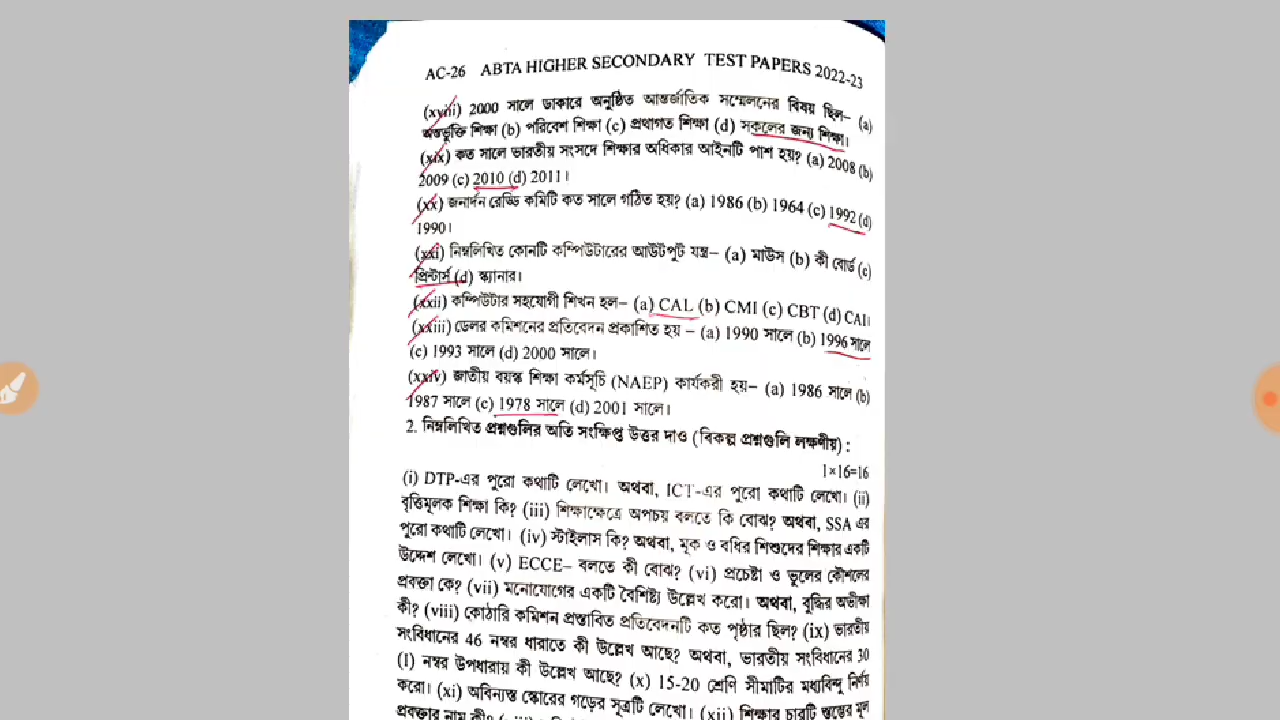 AC-26 ABTA HIGHER SECONDARY TEST PAPERS 2022-23
(xviii) 2000 সালে ডাকারে অনুষ্ঠিত আন্তর্জাতিক সম্মেলনের বিষয় ছিল– (a)
অন্তর্ভুক্তি শিক্ষা (b) পরিবেশ শিক্ষা (c) প্রথাগত শিক্ষা (d) সকলের জন্য শিক্ষা।
(xix) কত সালে ভারতীয় সংসদে শিক্ষার অধিকার আইনটি পাশ হয়? (a) 2008 (b)
2009 (c) 2010 (d) 2011।
(xx) জনার্দন রেড্ডি কমিটি কত সালে গঠিত হয়? (a) 1986 (b) 1964 (c) 1992 (d)
1990।
(xxi) নিম্নলিখিত কোনটি কম্পিউটারের আউটপুট যন্ত্র– (a) মাউস (b) কী বোর্ড (c)
প্রিন্টার্স (d) স্ক্যানার।
(xxii) কম্পিউটার সহযোগী শিখন হল– (a) CAL (b) CMI (c) CBT (d) CAI।
(xxiii) ডেলর কমিশনের প্রতিবেদন প্রকাশিত হয় – (a) 1990 সালে (b) 1996 সালে
(c) 1993 সালে (d) 2000 সালে।
(xxiv) জাতীয় বয়স্ক শিক্ষা কর্মসূচি (NAEP) কার্যকরী হয়– (a) 1986 সালে (b)
1987 সালে (c) 1978 সালে (d) 2001 সালে।
2. নিম্নলিখিত প্রশ্নগুলির অতি সংক্ষিপ্ত উত্তর দাও (বিকল্প প্রশ্নগুলি লক্ষণীয়) :
1×16=16
(i) DTP-এর পুরো কথাটি লেখো। অথবা, ICT-এর পুরো কথাটি লেখো। (ii)
বৃত্তিমূলক শিক্ষা কি? (iii) শিক্ষাক্ষেত্রে অপচয় বলতে কি বোঝ? অথবা, SSA এর
পুরো কথাটি লেখো। (iv) স্টাইলাস কি? অথবা, মূক ও বধির শিশুদের শিক্ষার একটি
উদ্দেশ লেখো। (v) ECCE– বলতে কী বোঝ? (vi) প্রচেষ্টা ও ভুলের কৌশলের
প্রবক্তা কে? (vii) মনোযোগের একটি বৈশিষ্ট্য উল্লেখ করো। অথবা, বুদ্ধির অভীক্ষা
কী? (viii) কোঠারি কমিশন প্রস্তাবিত প্রতিবেদনটি কত পৃষ্ঠার ছিল? (ix) ভারতীয়
সংবিধানের 46 নম্বর ধারাতে কী উল্লেখ আছে? অথবা, ভারতীয় সংবিধানের 30
(I) নম্বর উপধারায় কী উল্লেখ আছে? (x) 15-20 শ্রেণি সীমাটির মধ্যবিন্দু নির্ণয়
করো। (xi) অবিন্যস্ত স্কোরের গড়ের সূত্রটি লেখো। (xii) শিক্ষার চারটি স্তম্ভের মূল
প্রবক্তার নাম কী?